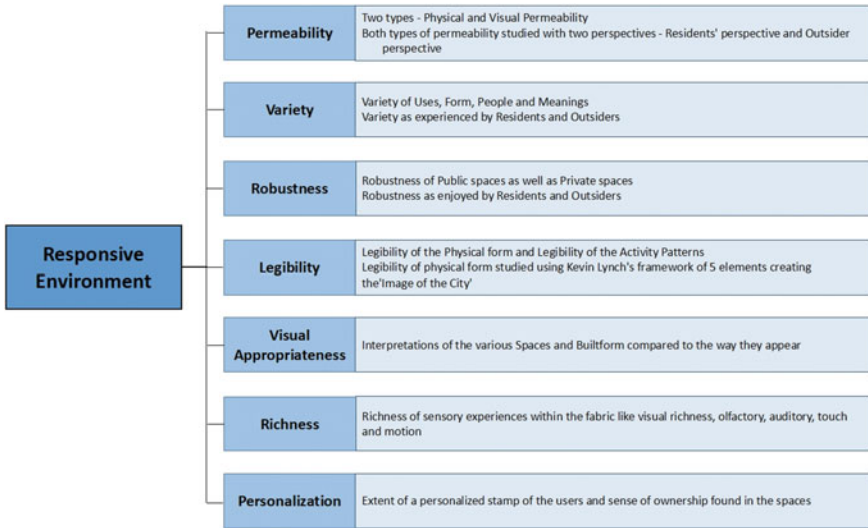 Responsive
Environment
Permeability
Two types - Physical and Visual Permeability
Both types of permeability studied with two perspectives - Residents' perspective and Outsider
perspective
Variety
Variety of Uses, Form, People and Meanings
Variety as experienced by Residents and Outsiders
Robustness
Robustness of Public spaces as well as Private spaces
Robustness as enjoyed by Residents and Outsiders
Legibility
Legibility of the Physical form and Legibility of the Activity Patterns
Legibility of physical form studied using Kevin Lynch's framework of 5 elements creating
the'Image of the City'
Visual
Appropriateness
Interpretations of the various Spaces and Builtform compared to the way they appear
Richness
Richness of sensory experiences within the fabric like visual richness, olfactory, auditory, touch
and motion
Personalization
Extent of a personalized stamp of the users and sense of ownership found in the spaces